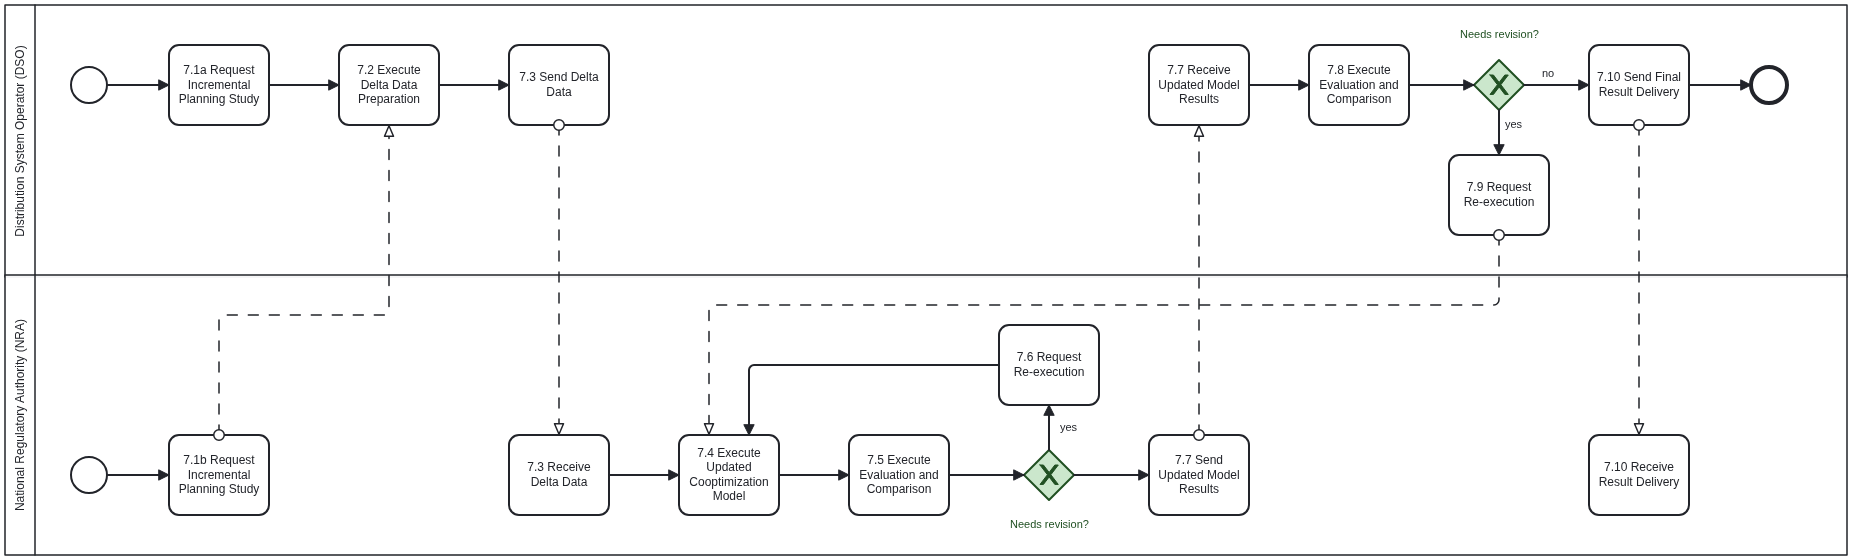 Distribution System Operator (DSO)
7.1a Request
Incremental
Planning Study
7.2 Execute
Delta Data
Preparation
7.3 Send Delta
Data
7.7 Receive
Updated Model
Results
7.8 Execute
Evaluation and
Comparison
Needs revision?
no
yes
7.10 Send Final
Result Delivery
7.9 Request
Re-execution
National Regulatory Authority (NRA)
7.1b Request
Incremental
Planning Study
7.3 Receive
Delta Data
7.4 Execute
Updated
Cooptimization
Model
7.5 Execute
Evaluation and
Comparison
7.6 Request
Re-execution
yes
Needs revision?
7.7 Send
Updated Model
Results
7.10 Receive
Result Delivery